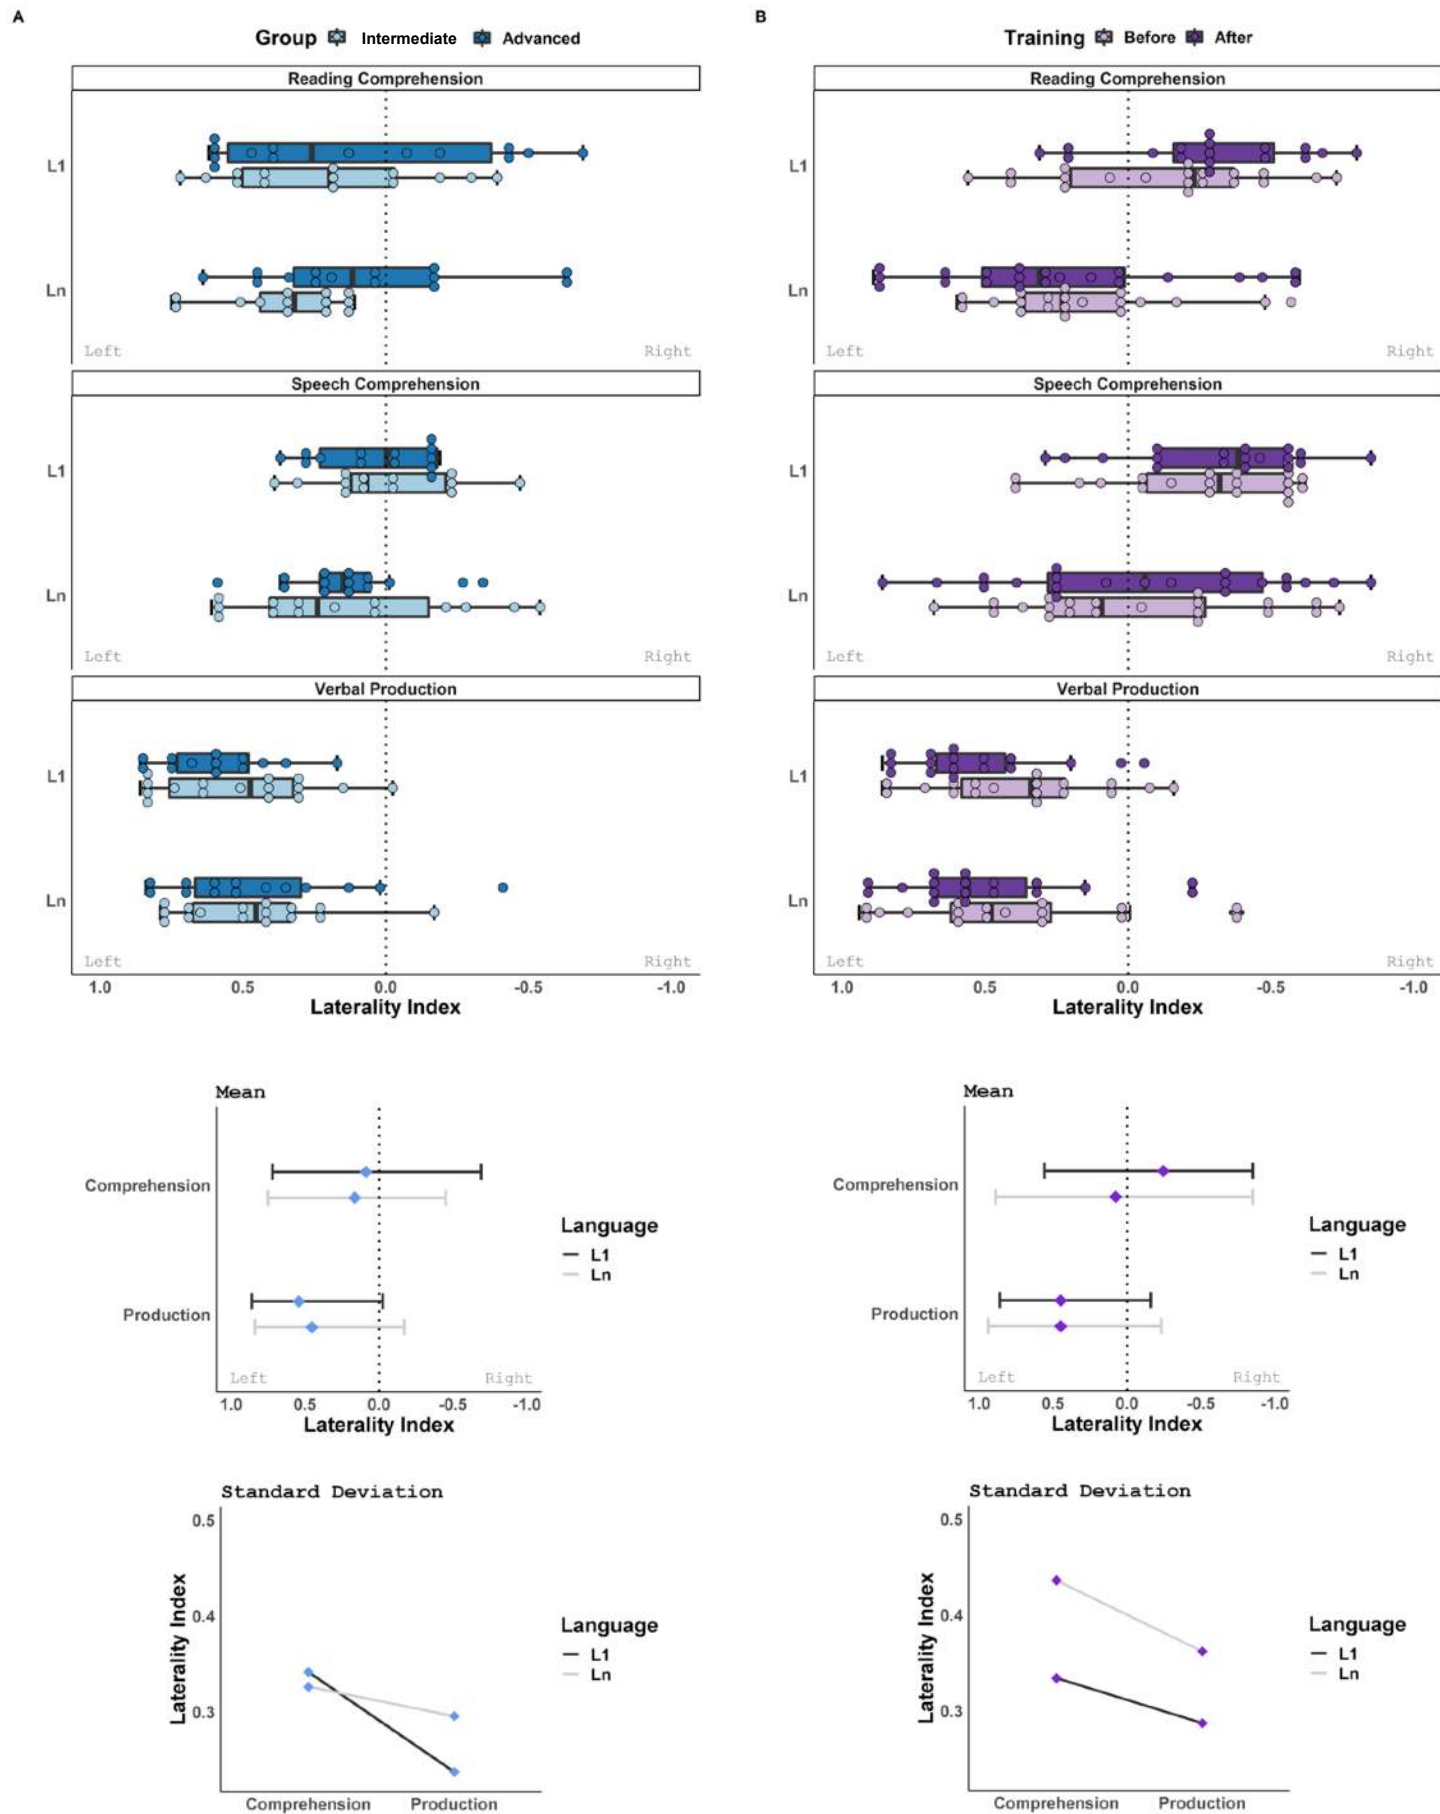 A
Group Intermediate Advanced
Reading Comprehension
L1
Ln
Left Right
Speech Comprehension
L1
Ln
Left Right
Verbal Production
L1
Ln
Left Right
1.0 0.5 0.0 -0.5 -1.0
Laterality Index
Mean
Comprehension
Production
Left Right
1.0 0.5 0.0 -0.5 -1.0
Laterality Index
Language
L1
Ln
Standard Deviation
0.5
0.4
0.3
Laterality Index
Comprehension Production
Language
L1
Ln
B
Training Before After
Reading Comprehension
L1
Ln
Left Right
Speech Comprehension
L1
Ln
Left Right
Verbal Production
L1
Ln
Left Right
1.0 0.5 0.0 -0.5 -1.0
Laterality Index
Mean
Comprehension
Production
Left Right
1.0 0.5 0.0 -0.5 -1.0
Laterality Index
Language
L1
Ln
Standard Deviation
0.5
0.4
0.3
Laterality Index
Comprehension Production
Language
L1
Ln